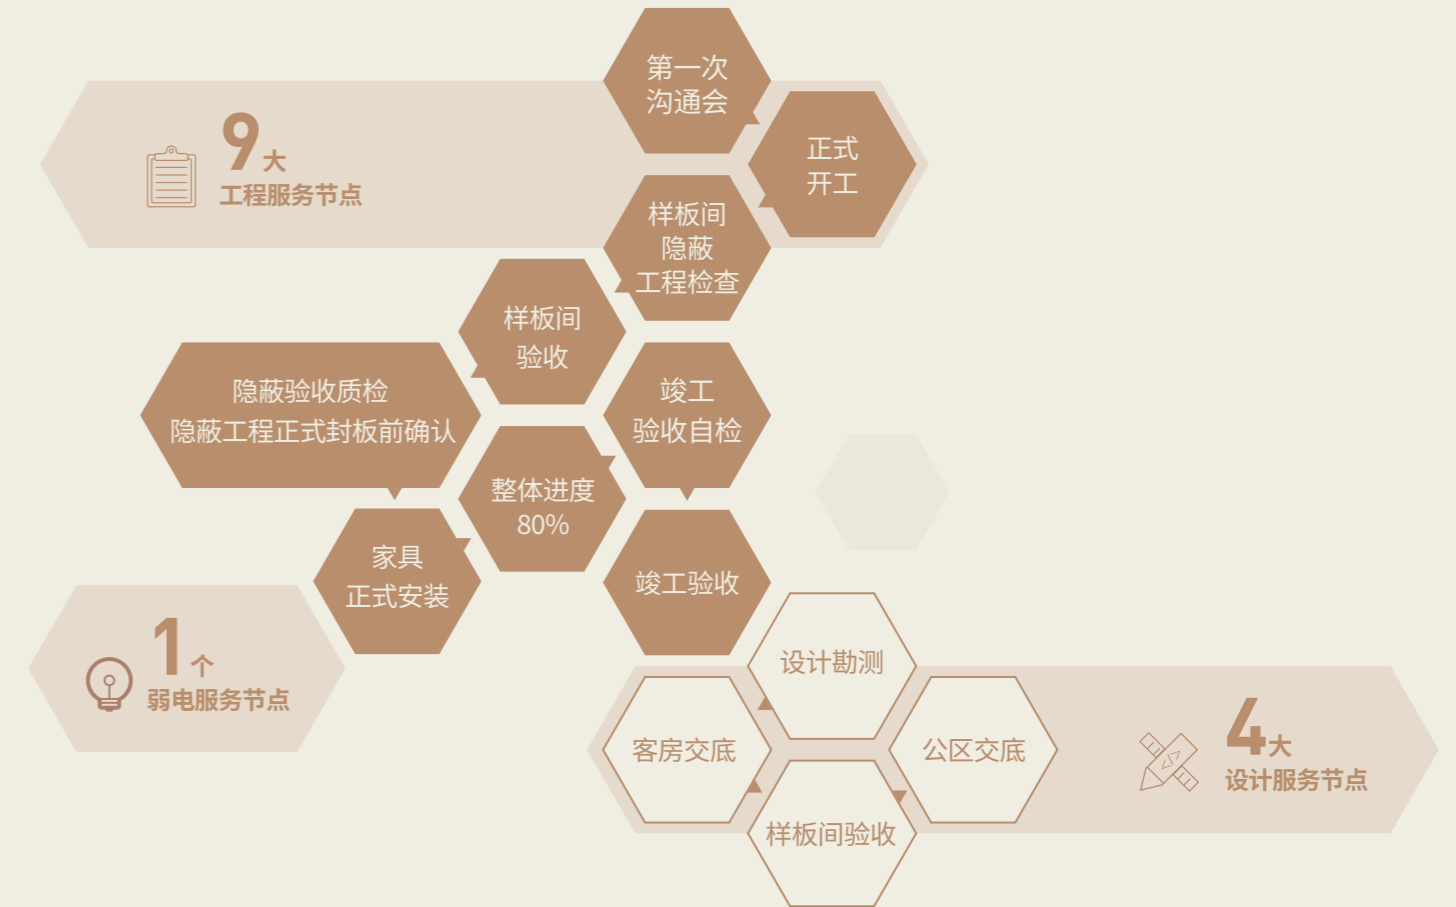 第一次
沟通会
正式
开工
9大
工程服务节点
样板间
隐蔽
工程检查
样板间
验收
隐蔽验收质检
隐蔽工程正式封板前确认
竣工
验收自检
整体进度
80%
家具
正式安装
竣工验收
1个
弱电服务节点
设计勘测
客房交底
公区交底
4大
设计服务节点
样板间验收